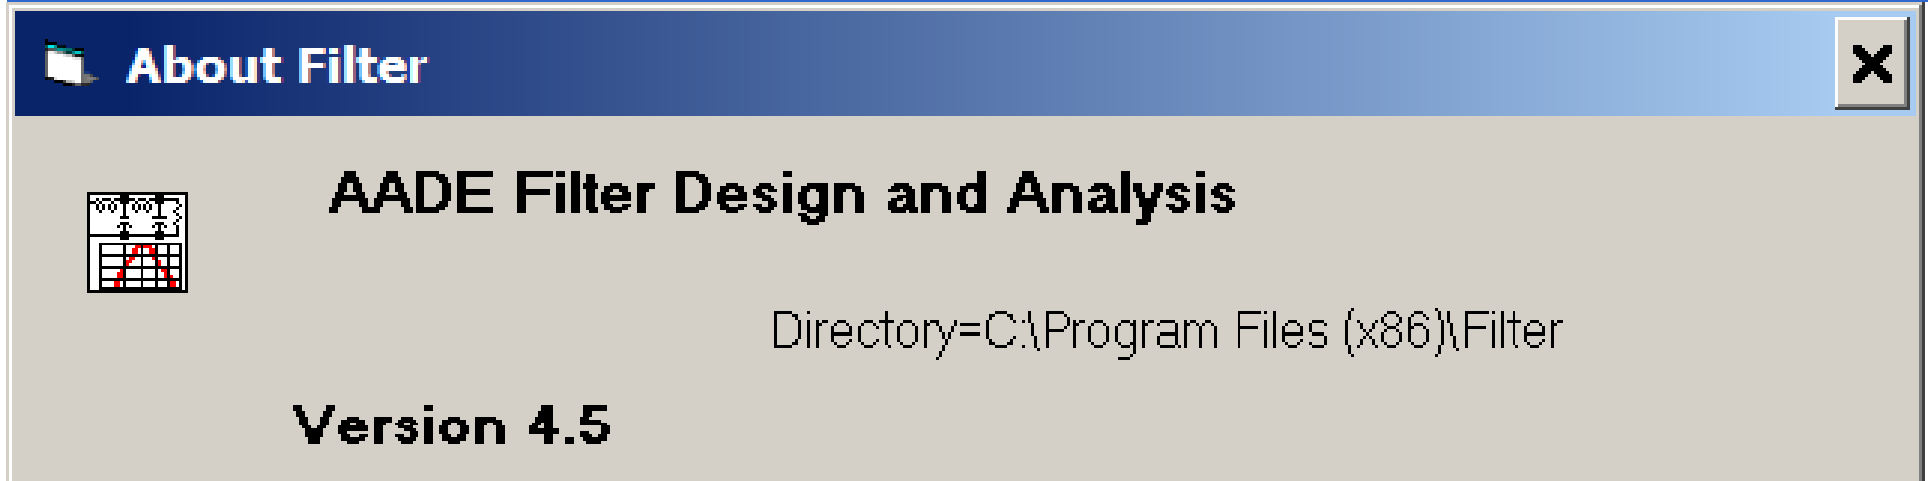 About Filter
AADE Filter Design and Analysis
Directory=C:\Program Files (x86)\Filter
Version 4.5